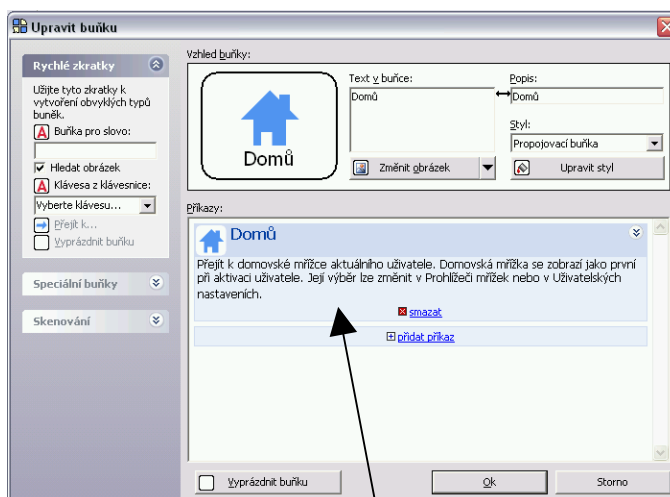 Upravit buňku
Rychlé zkratky
Užijte tyto zkratky k
vytvoření obvyklých typů
buněk.
A Buňka pro slovo:
Hledat obrázek
A Klávesa z klávesnice:
Vyberte klávesu...
Přejít k...
Vyprázdnit buňku
Speciální buňky
Skenování
Vzhled buňky:
Domů
Text v buňce:
Domů
Změnit obrázek
Popis:
Domů
Styl:
Propojovací buňka
Upravit styl
Příkazy:
Domů
Přejít k domovské mřížce aktuálního uživatele. Domovská mřížka se zobrazí jako první
při aktivaci uživatele. Její výběr lze změnit v Prohlížeči mřížek nebo v Uživatelských
nastaveních.
smazat
přidat příkaz
Vyprázdnit buňku
Ok
Storno